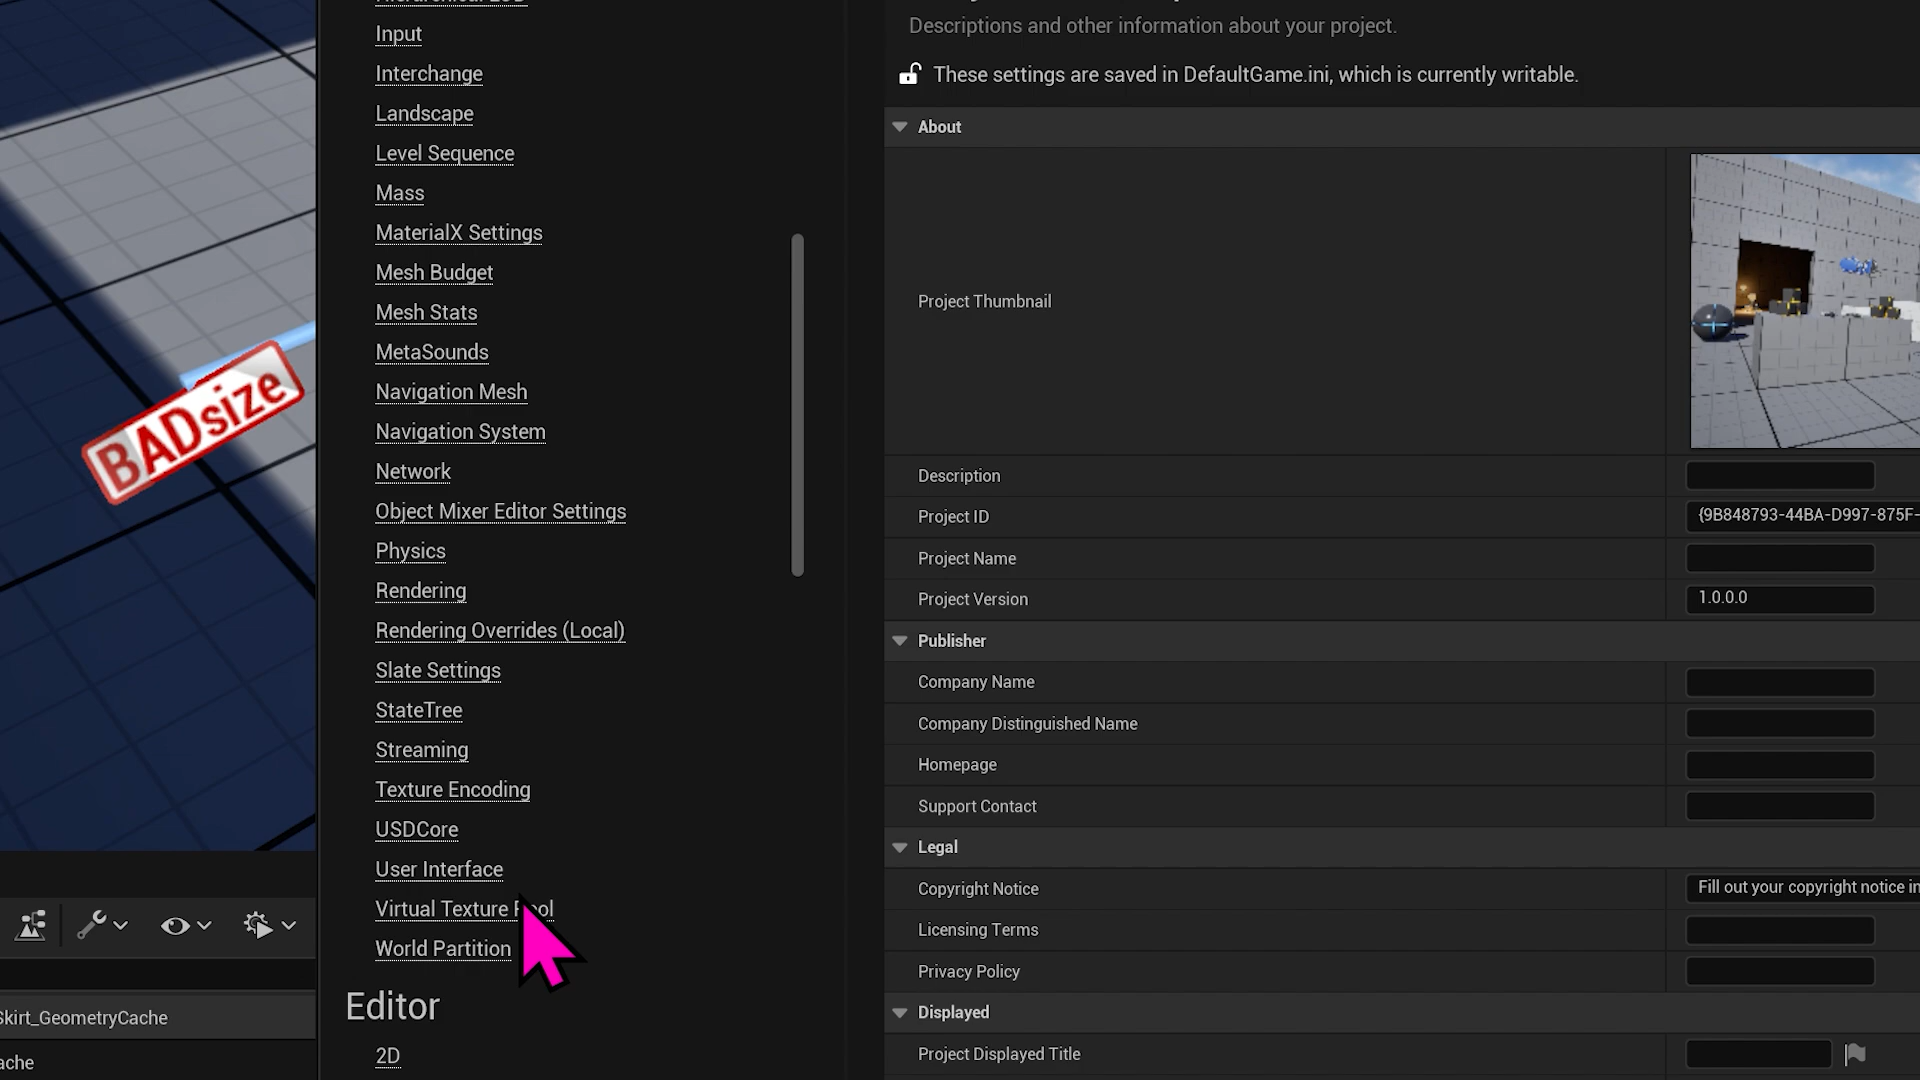 Input
Interchange
Landscape
Level Sequence
Mass
MaterialX Settings
Mesh Budget
Mesh Stats
MetaSounds
Navigation Mesh
Navigation System
Network
Object Mixer Editor Settings
Physics
Rendering
Rendering Overrides (Local)
Slate Settings
StateTree
Streaming
Texture Encoding
USDCore
User Interface
Virtual Texture Pool
World Partition
Editor
2D
BADsize
Skirt_GeometryCache
ache
Descriptions and other information about your project.
These settings are saved in DefaultGame.ini, which is currently writable.
About
Project Thumbnail
Description
Project ID {9B848793-44BA-D997-875F-
Project Name
Project Version 1.0.0.0
Publisher
Company Name
Company Distinguished Name
Homepage
Support Contact
Legal
Copyright Notice Fill out your copyright notice in
Licensing Terms
Privacy Policy
Displayed
Project Displayed Title